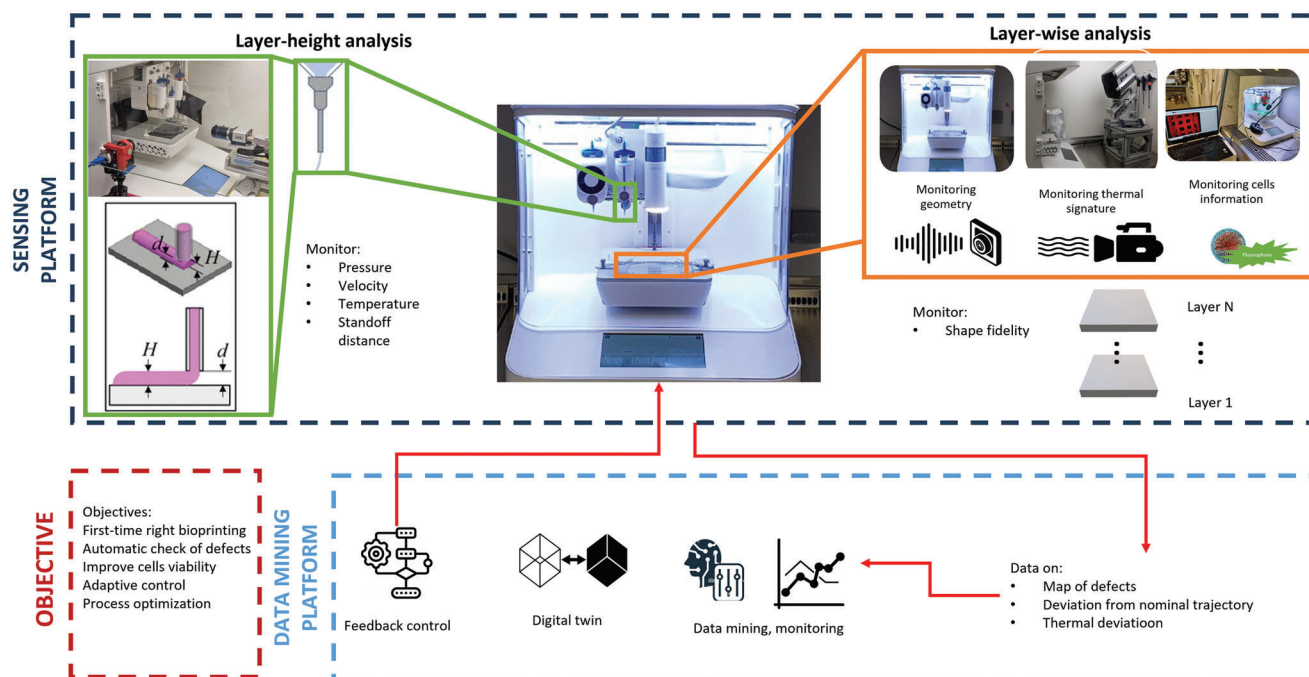 Layer-height analysis
Layer-wise analysis
SENSING
PLATFORM
d
H
H
d
Monitor:
• Pressure
• Velocity
• Temperature
• Standoff
distance
Monitoring
geometry
Monitoring thermal
signature
Monitoring cells
information
Fluorophore
Monitor:
• Shape fidelity
Layer N
Layer 1
OBJECTIVE
Objectives:
First-time right bioprinting
Automatic check of defects
Improve cells viability
Adaptive control
Process optimization
DATA MINING
PLATFORM
Feedback control
Digital twin
Data mining, monitoring
Data on:
• Map of defects
• Deviation from nominal trajectory
• Thermal deviatioon